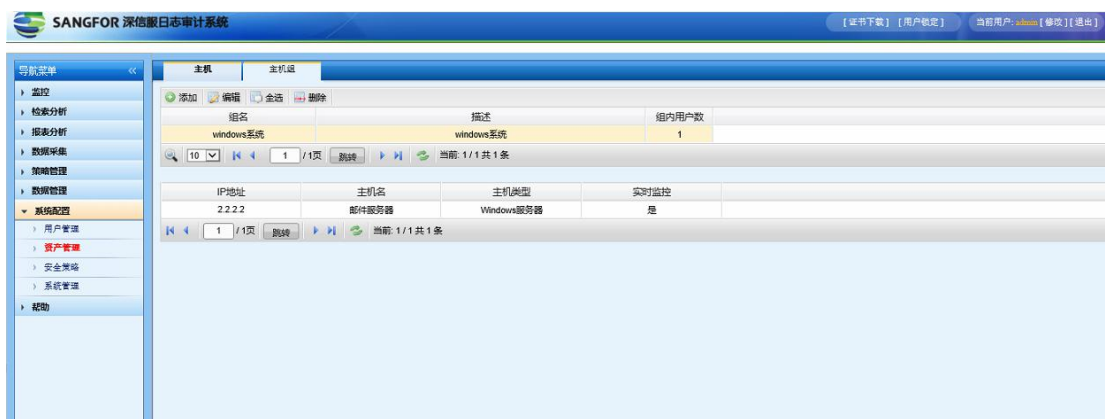 SANGFOR 深信服日志审计系统
[证书下载] [用户锁定] 当前用户: admin [修改][退出]
导航菜单
主机 主机组
监控
检索分析
报表分析
数据采集
策略管理
数据管理
系统配置
用户管理
资产管理
安全策略
系统管理
帮助
添加 编辑 全选 删除
组名 描述 组内用户数
windows系统 windows系统 1
10 1 /1页 跳转 当前:1/1共1条
IP地址 主机名 主机类型 实时监控
2.2.2.2 邮件服务器 Windows服务器 是
1 /1页 跳转 当前:1/1共1条